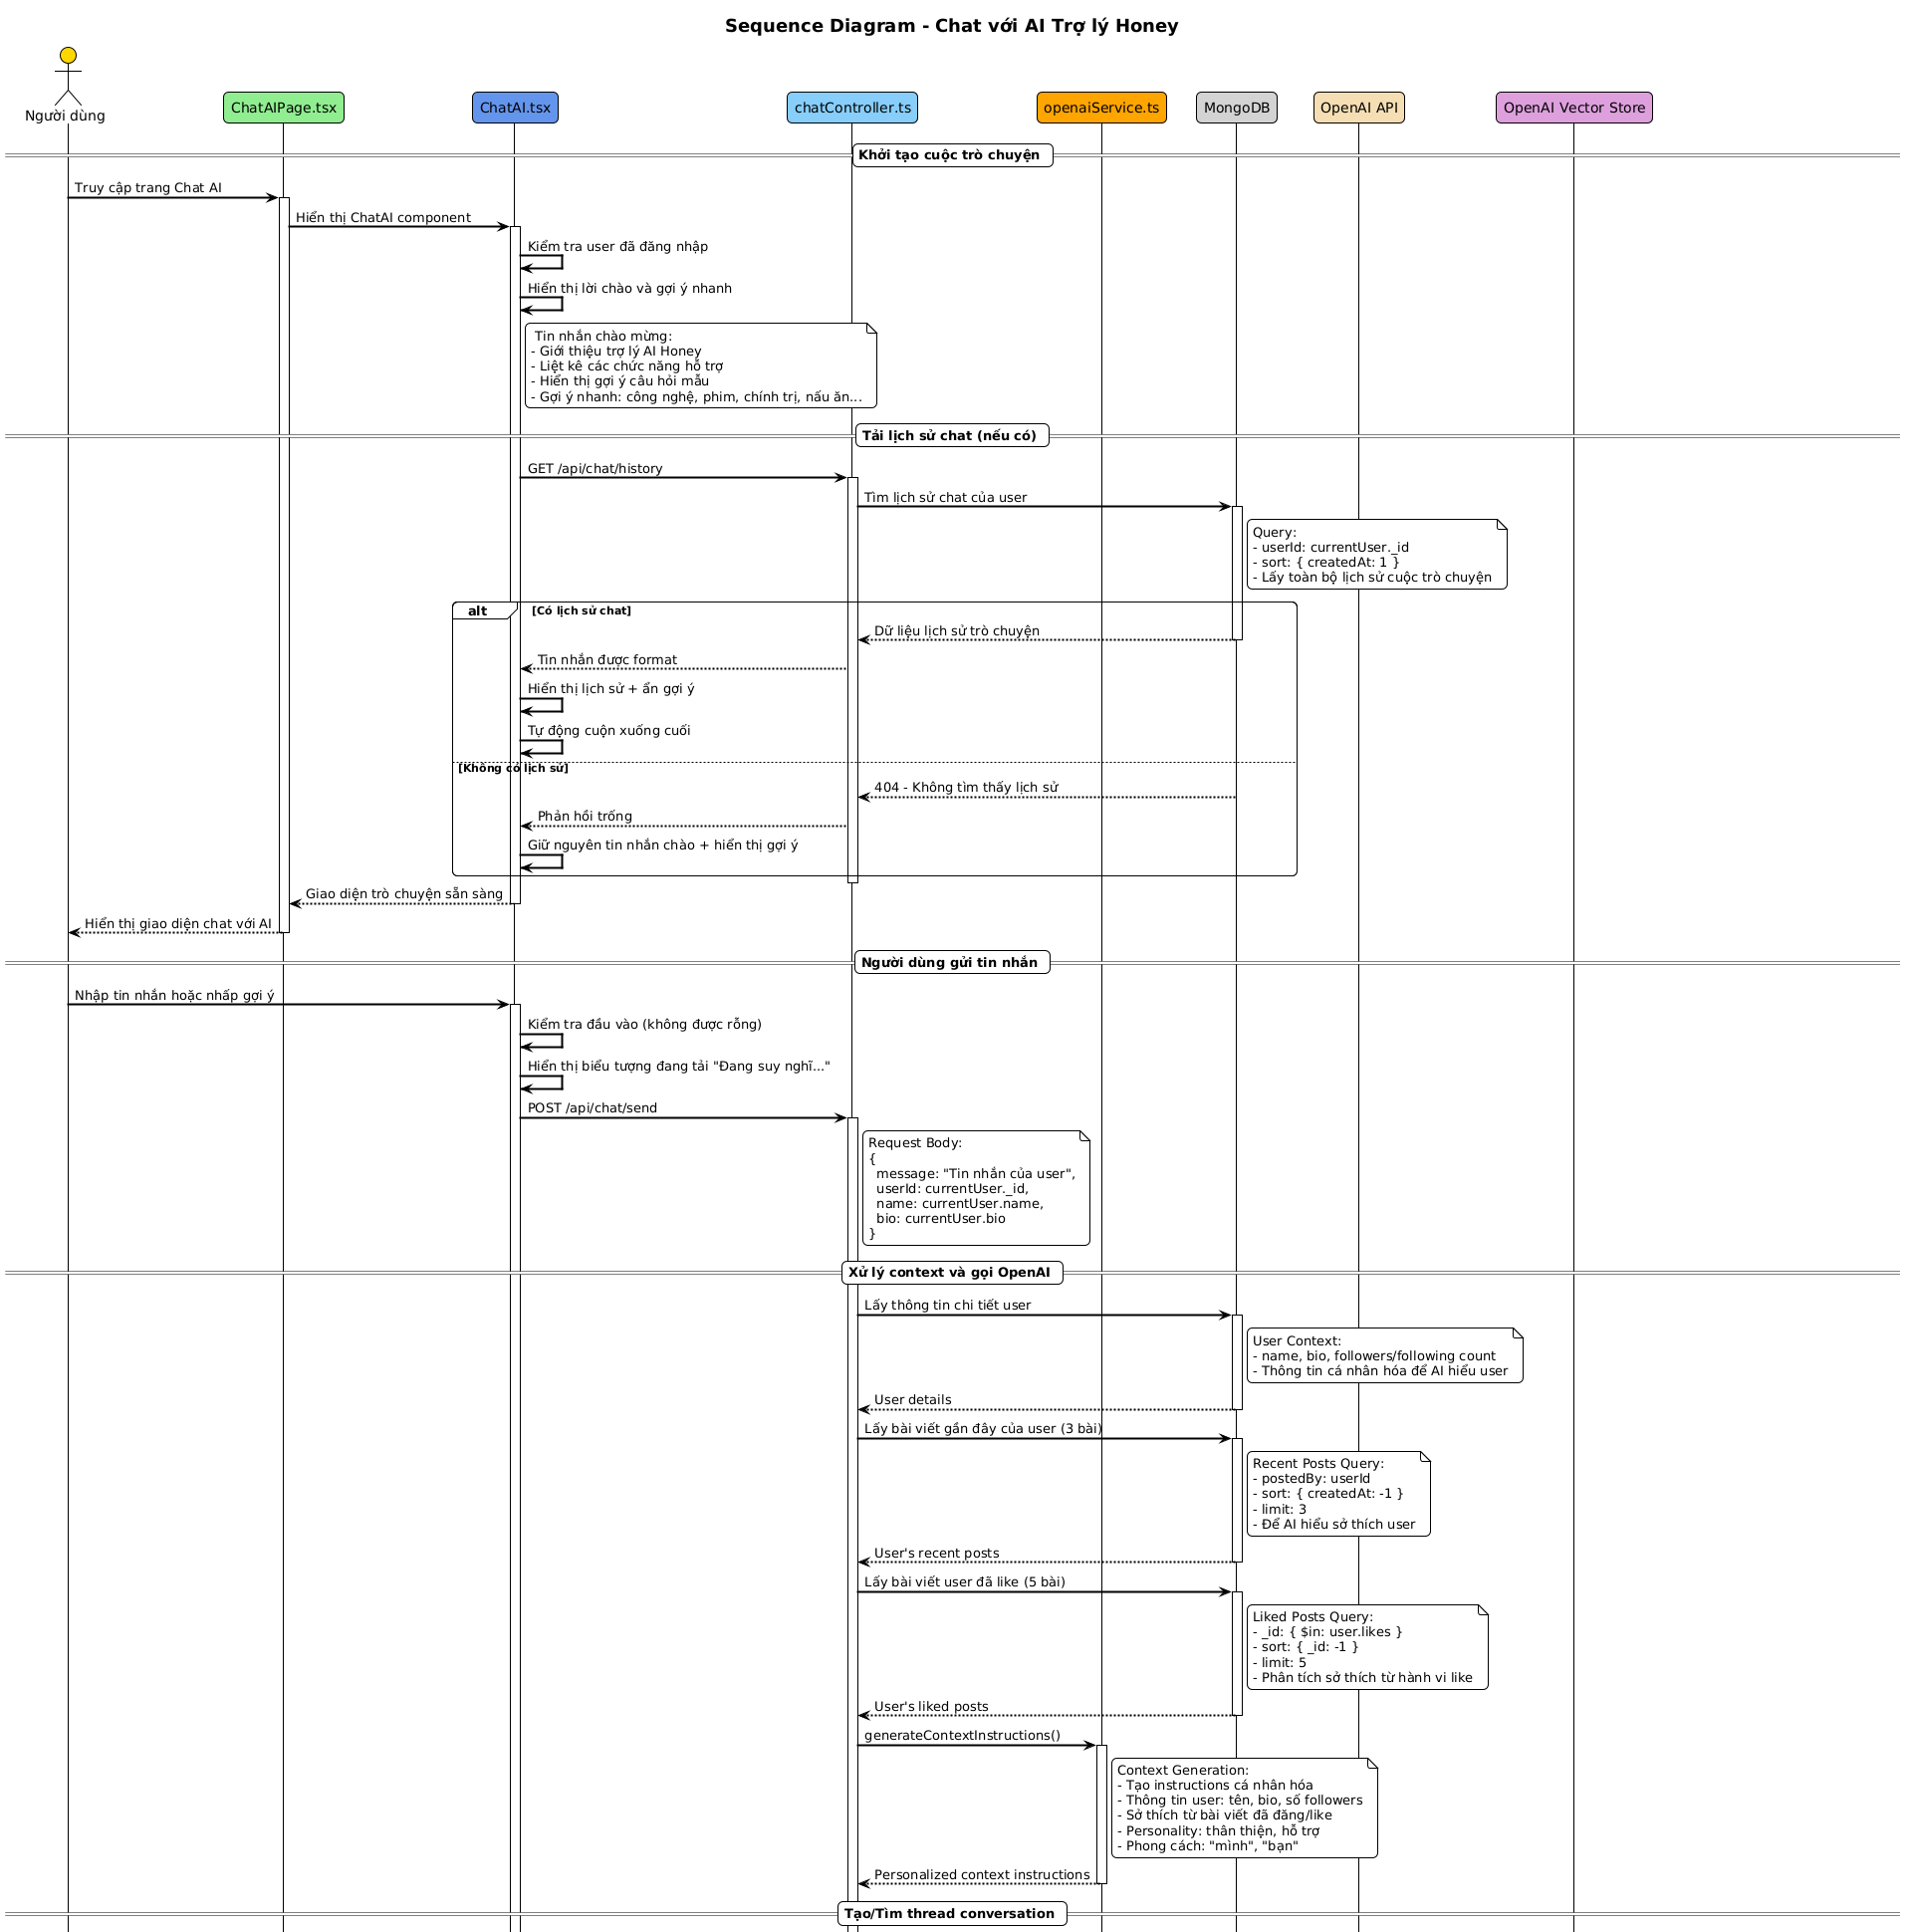 Sequence Diagram - Chat với AI Trợ lý Honey
Người dùng
ChatAIPage.tsx
ChatAI.tsx
chatController.ts
openaiService.ts
MongoDB
OpenAI API
OpenAI Vector Store
Khởi tạo cuộc trò chuyện
Truy cập trang Chat AI
Hiển thị ChatAI component
Kiểm tra user đã đăng nhập
Hiển thị lời chào và gợi ý nhanh
Tin nhắn chào mừng:
- Giới thiệu trợ lý AI Honey
- Liệt kê các chức năng hỗ trợ
- Hiển thị gợi ý câu hỏi mẫu
- Gợi ý nhanh: công nghệ, phim, chính trị, nấu ăn...
Tải lịch sử chat (nếu có)
GET /api/chat/history
Tìm lịch sử chat của user
Query:
- userId: currentUser._id
- sort: { createdAt: 1 }
- Lấy toàn bộ lịch sử cuộc trò chuyện
alt
[Có lịch sử chat]
Dữ liệu lịch sử trò chuyện
Tin nhắn được format
Hiển thị lịch sử + ẩn gợi ý
Tự động cuộn xuống cuối
[Không có lịch sử]
404 - Không tìm thấy lịch sử
Phản hồi trống
Giữ nguyên tin nhắn chào + hiển thị gợi ý
Giao diện trò chuyện sẵn sàng
Hiển thị giao diện chat với AI
Người dùng gửi tin nhắn
Nhập tin nhắn hoặc nhấp gợi ý
Kiểm tra đầu vào (không được rỗng)
Hiển thị biểu tượng đang tải "Đang suy nghĩ..."
POST /api/chat/send
Request Body:
{
message: "Tin nhắn của user",
userId: currentUser._id,
name: currentUser.name,
bio: currentUser.bio
}
Xử lý context và gọi OpenAI
Lấy thông tin chi tiết user
User Context:
- name, bio, followers/following count
- Thông tin cá nhân hóa để AI hiểu user
User details
Lấy bài viết gần đây của user (3 bài)
Recent Posts Query:
- postedBy: userId
- sort: { createdAt: -1 }
- limit: 3
- Để AI hiểu sở thích user
User's recent posts
Lấy bài viết user đã like (5 bài)
Liked Posts Query:
- _id: { $in: user.likes }
- sort: { _id: -1 }
- limit: 5
- Phân tích sở thích từ hành vi like
User's liked posts
generateContextInstructions()
Context Generation:
- Tạo instructions cá nhân hóa
- Thông tin user: tên, bio, số followers
- Sở thích từ bài viết đã đăng/like
- Personality: thân thiện, hỗ trợ
- Phong cách: "mình", "bạn"
Personalized context instructions
Tạo/Tìm thread conversation